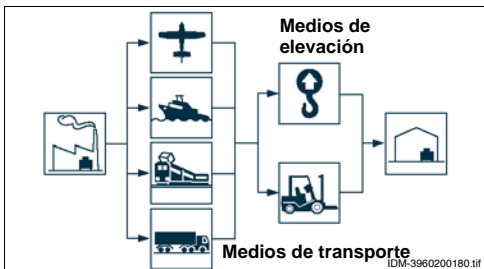 Medios de
elevación
Medios de transporte
IDM-3960200180.tif